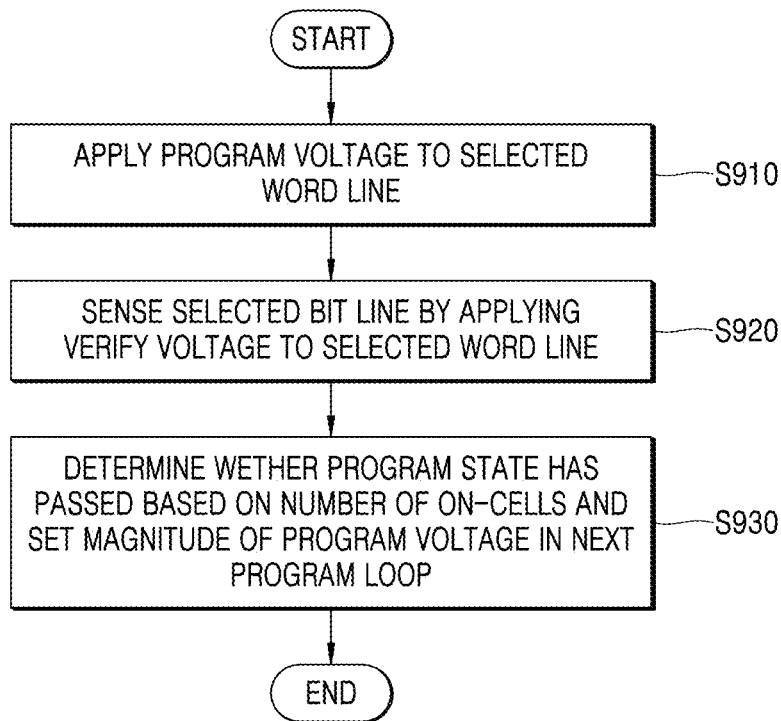 START
APPLY PROGRAM VOLTAGE TO SELECTED
WORD LINE
S910
SENSE SELECTED BIT LINE BY APPLYING
VERIFY VOLTAGE TO SELECTED WORD LINE
S920
DETERMINE WETHER PROGRAM STATE HAS
PASSED BASED ON NUMBER OF ON-CELLS AND
SET MAGNITUDE OF PROGRAM VOLTAGE IN NEXT
PROGRAM LOOP
S930
END